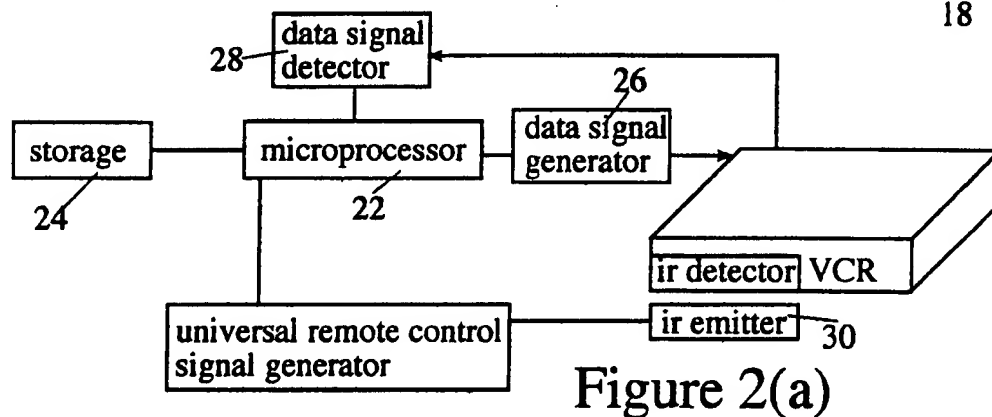 18
data signal
detector
28
26
storage
microprocessor
data signal
generator
24
22
ir detector VCR
universal remote control
signal generator
ir emitter
30
Figure 2(a)